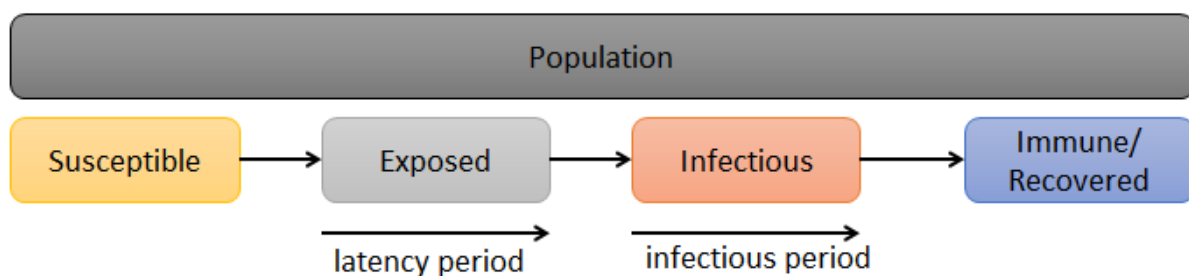 Population
Susceptible
Exposed
Infectious
Immune/
Recovered
latency period
infectious period